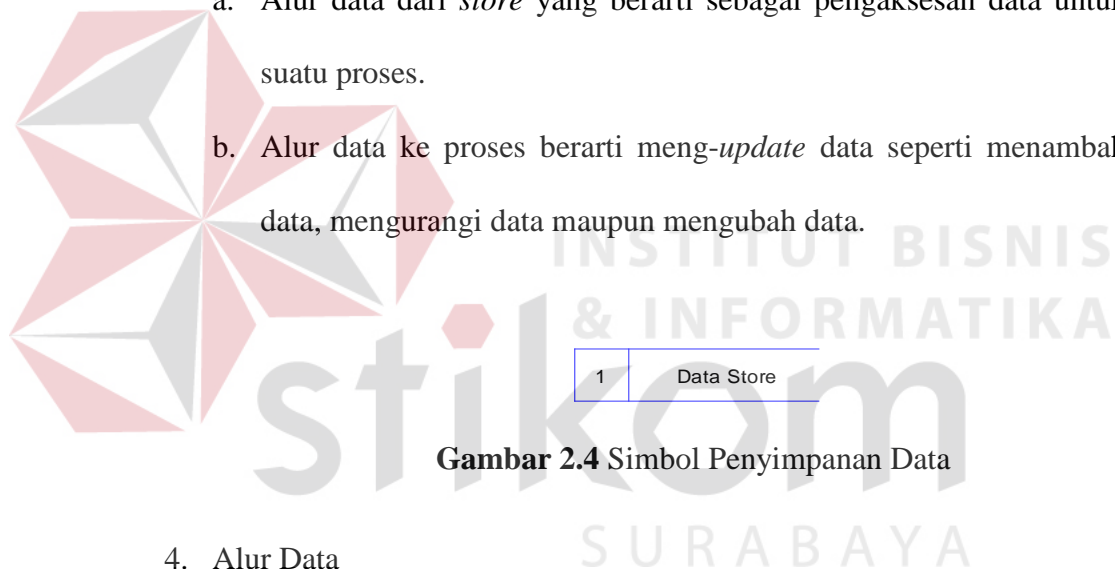 a. Alur data dari store yang berarti sebagai pengaksesan data untuk
suatu proses.
b. Alur data ke proses berarti meng-update data seperti menambah
data, mengurangi data maupun mengubah data.
INSTITUT BISNIS
& INFORMATIKA
stikom
1 Data Store
Gambar 2.4 Simbol Penyimpanan Data
SURABAYA
4. Alur Data